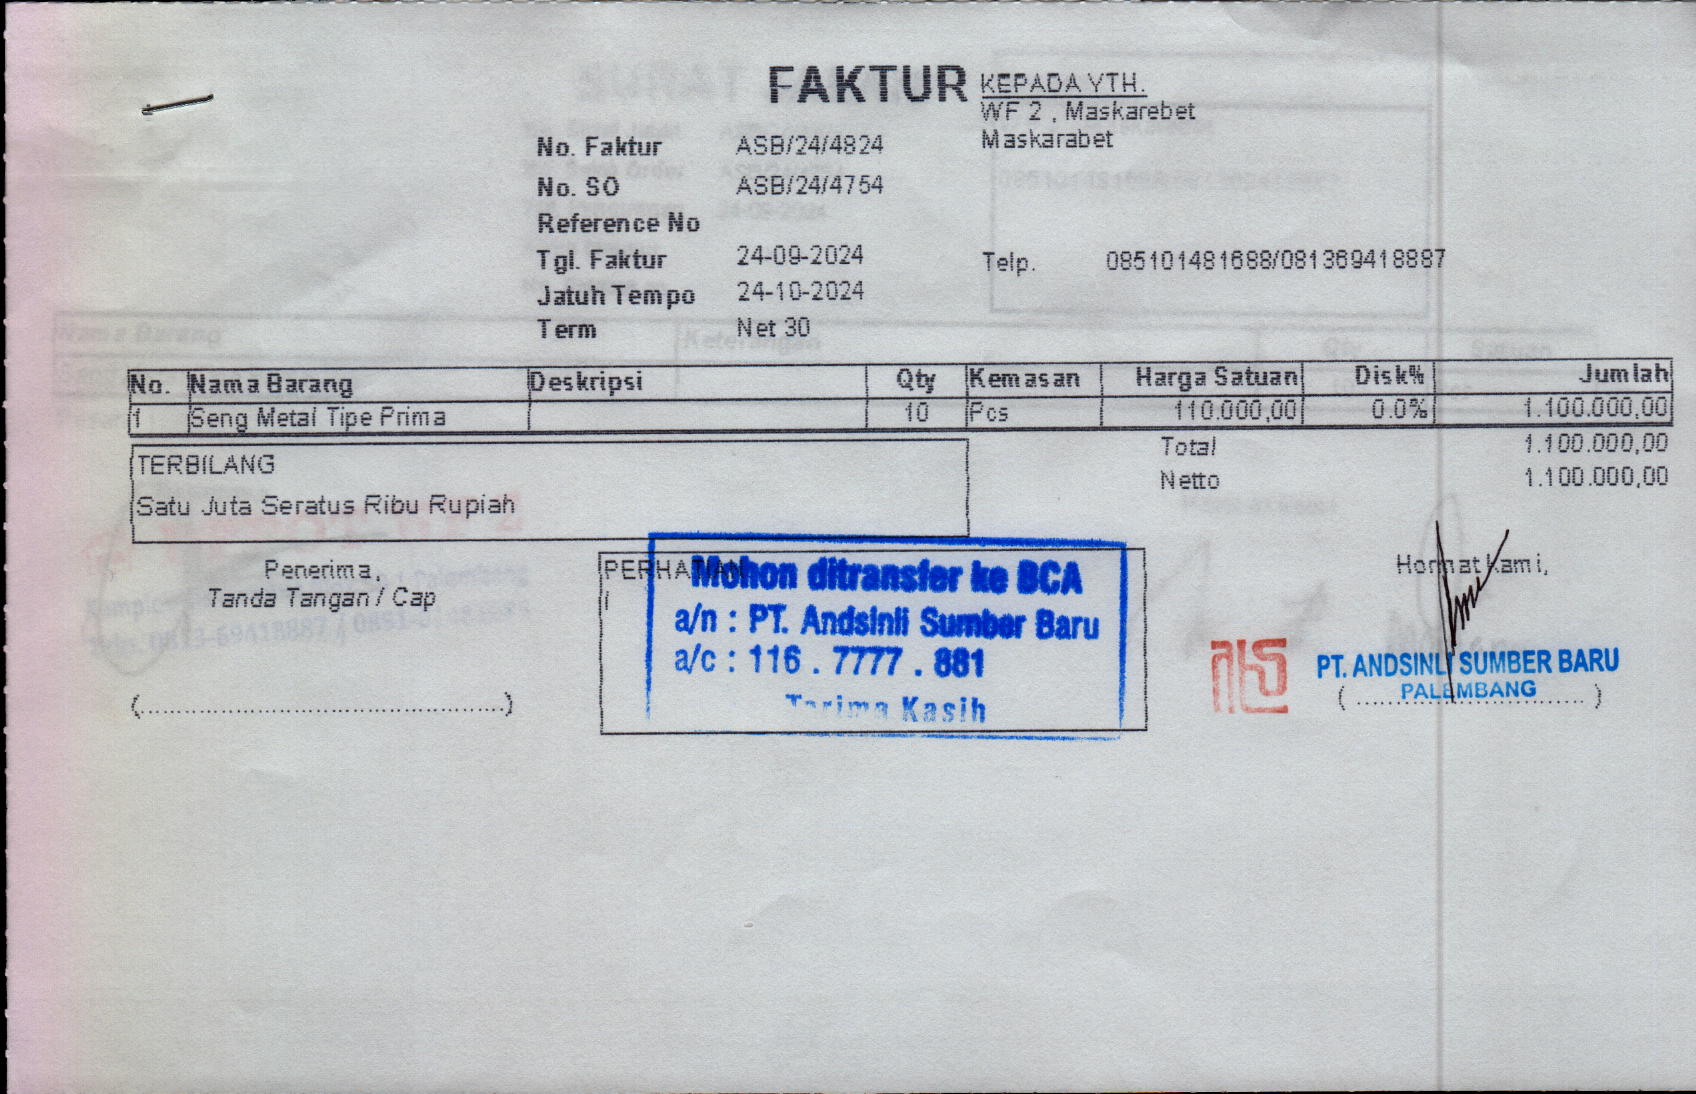 FAKTUR
KEPADA YTH.
WF 2 , Maskarebet
Maskarabet
No. Faktur ASB/24/4824
No. SO ASB/24/4754
Reference No
Tgl. Faktur 24-09-2024
Telp. 085101481688/081369418887
Jatuh Tempo 24-10-2024
Term Net 30
No. Nama Barang Deskripsi Qty Kemasan Harga Satuan Disk% Jumlah
1 Seng Metal Tipe Prima 10 Pcs 110.000,00 0.0% 1.100.000,00
Total 1.100.000,00
Netto 1.100.000,00
TERBILANG
Satu Juta Seratus Ribu Rupiah
Penerima,
Tanda Tangan / Cap
(..................................................)
PERHATIAN
Mohon ditransfer ke BCA
a/n : PT. Andsinli Sumber Baru
a/c : 116 . 7777 . 881
Terima Kasih
Hormat Kami,
PT. ANDSINLI SUMBER BARU
PALEMBANG
(................................)